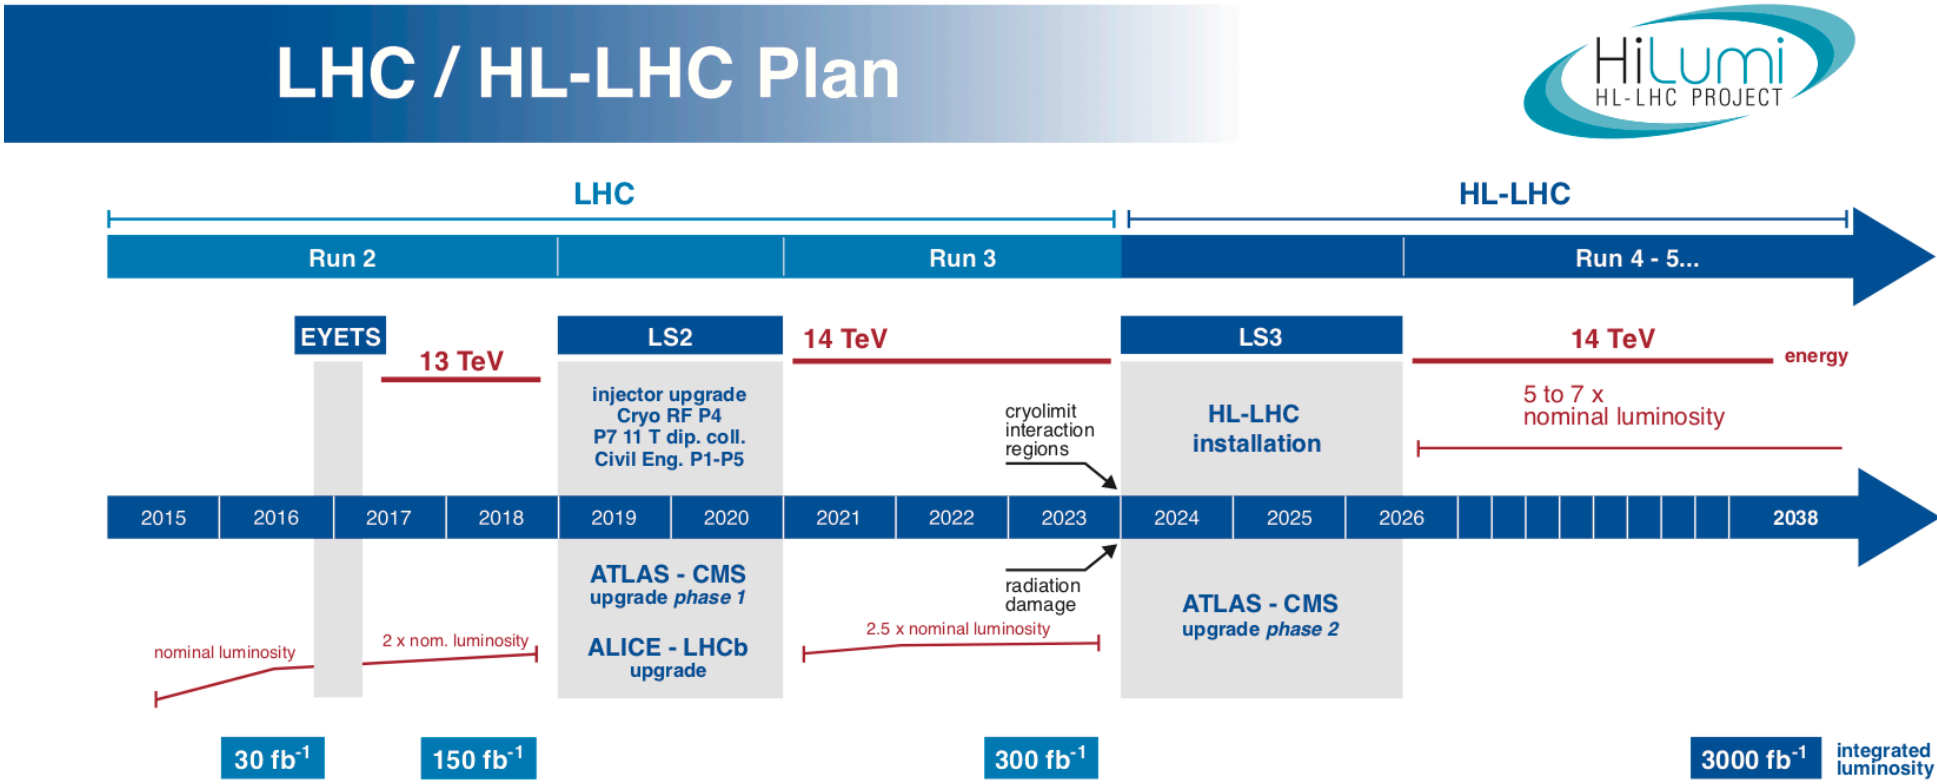 LHC / HL-LHC Plan
HiLumi
HL-LHC PROJECT
LHC
HL-LHC
Run 2
Run 3
Run 4 - 5...
EYETS
13 TeV
LS2
14 TeV
LS3
14 TeV
energy
injector upgrade
Cryo RF P4
P7 11 T dip. coll.
Civil Eng. P1-P5
cryolimit
interaction
regions
HL-LHC
installation
5 to 7 x
nominal luminosity
2015
2016
2017
2018
2019
2020
2021
2022
2023
2024
2025
2026
2038
ATLAS - CMS
upgrade phase 1
ALICE - LHCb
upgrade
radiation
damage
ATLAS - CMS
upgrade phase 2
nominal luminosity
2 x nom. luminosity
2.5 x nominal luminosity
30 fb⁻¹
150 fb⁻¹
300 fb⁻¹
3000 fb⁻¹
integrated
luminosity